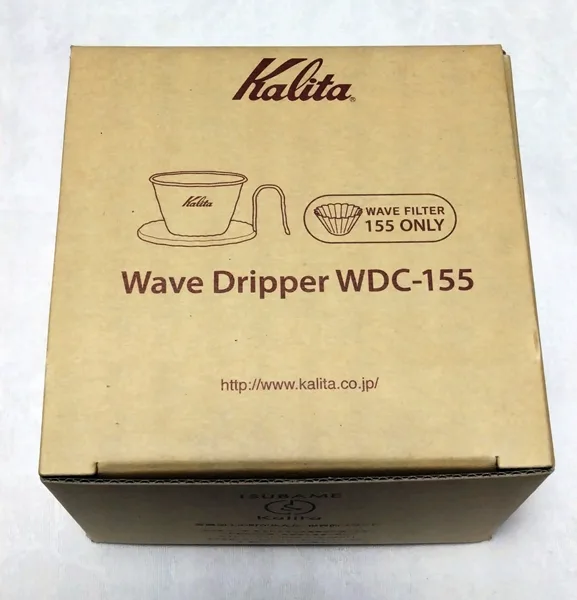 Kalita®
Kalita
WAVE FILTER
155 ONLY
Wave Dripper WDC-155
http://www.kalita.co.jp/
TSUBAME
&
Kalita